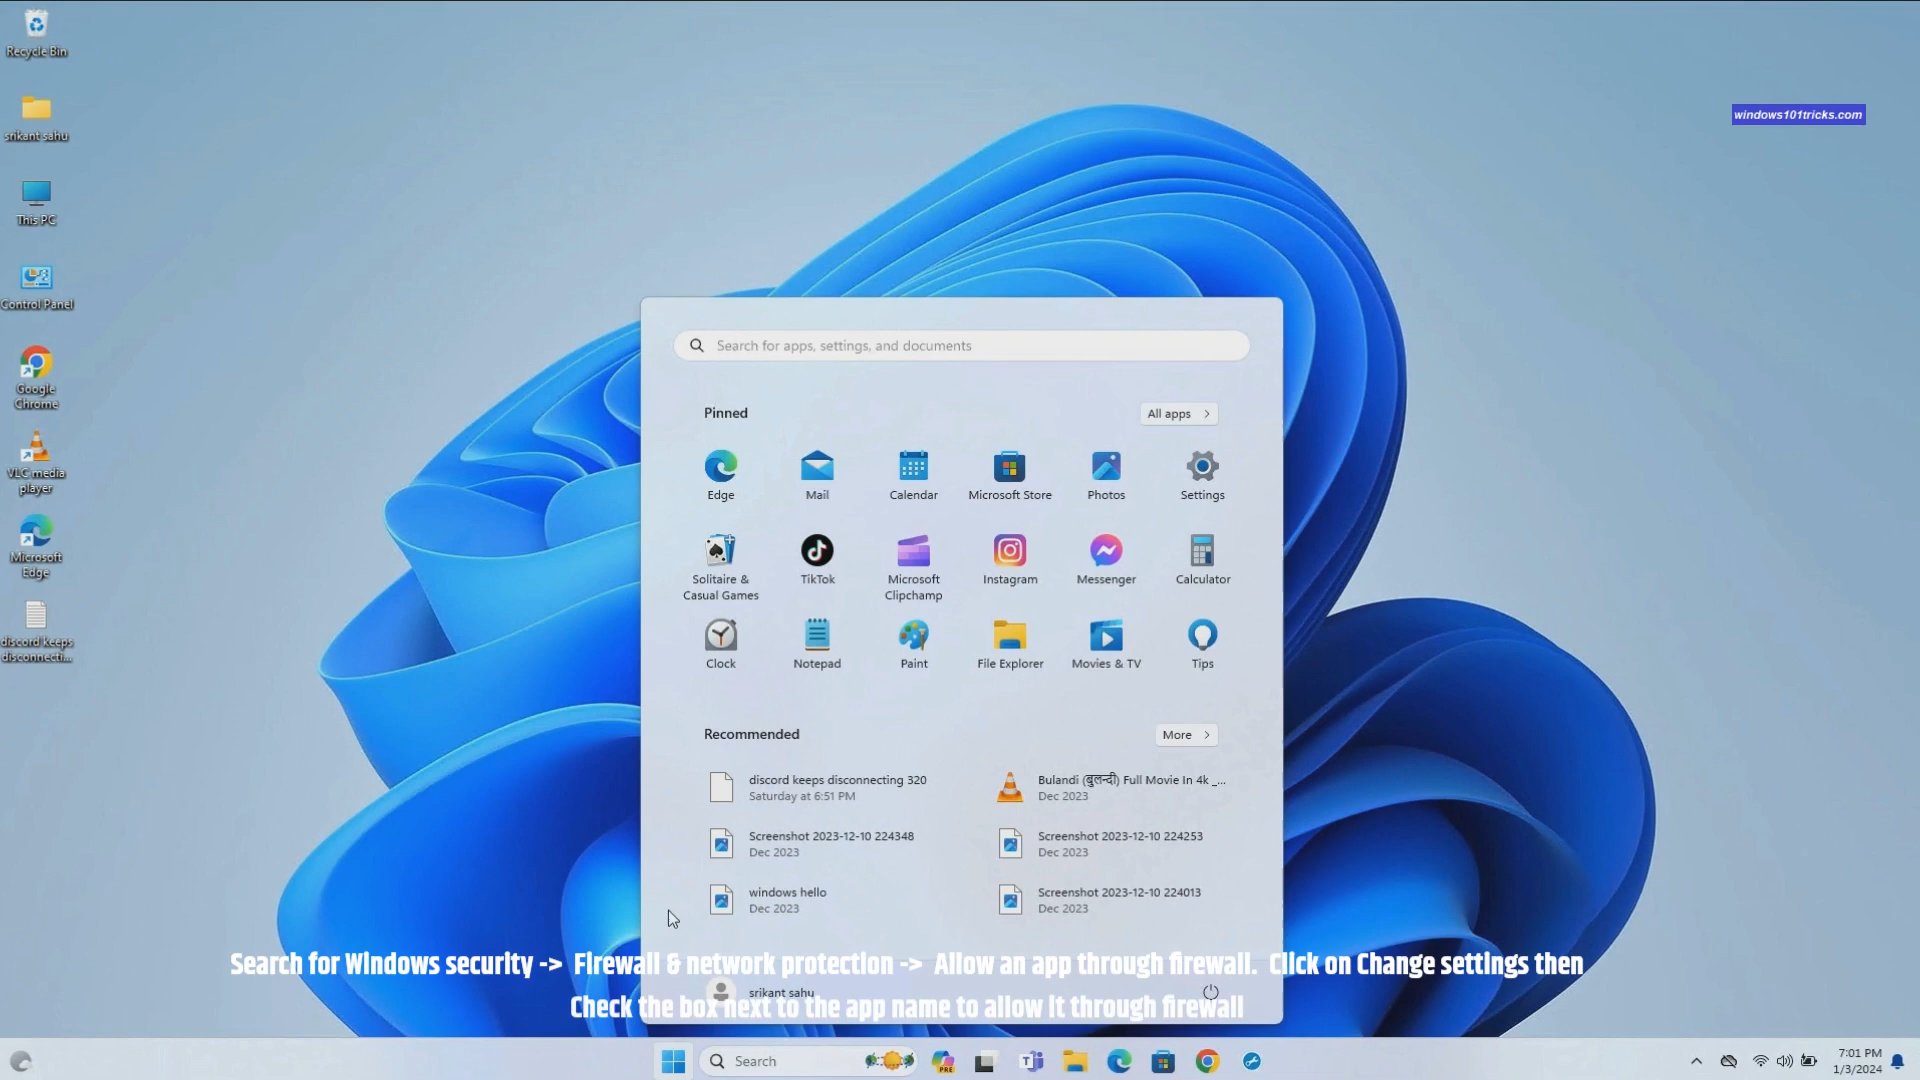 Recycle Bin
windows101tricks.com
srikant sahu
This PC
Control Panel
Google
Chrome
VLC media
player
Microsoft
Edge
discord keeps
disconnecti...
Search for apps, settings, and documents
Pinned
All apps
Edge
Mail
Calendar
Microsoft Store
Photos
Settings
Solitaire &
Casual Games
TikTok
Microsoft
Clipchamp
Instagram
Messenger
Calculator
Clock
Notepad
Paint
File Explorer
Movies & TV
Tips
Recommended
More
discord keeps disconnecting 320
Saturday at 6:51 PM
Bulandi (बुलन्दी) Full Movie In 4k _...
Dec 2023
Screenshot 2023-12-10 224348
Dec 2023
Screenshot 2023-12-10 224253
Dec 2023
windows hello
Dec 2023
Screenshot 2023-12-10 224013
Dec 2023
Search for Windows security -> Firewall & network protection -> Allow an app through firewall. Click on Change settings then
srikant sahu
Check the box next to the app name to allow it through firewall
Search
PRE
7:01 PM
1/3/2024